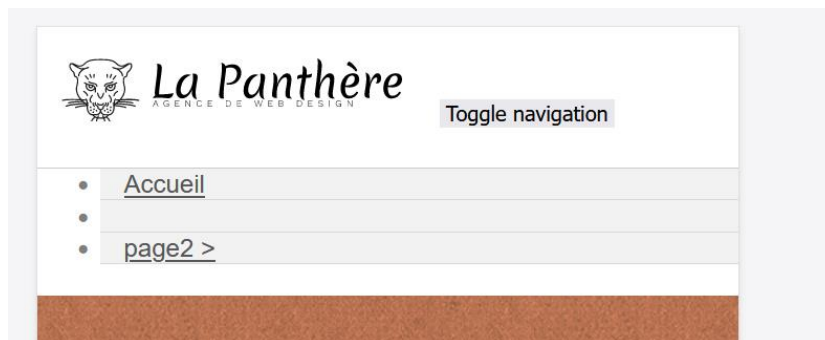 La Panthère
AGENCE DE WEB DESIGN
Toggle navigation
Accueil
page2 >